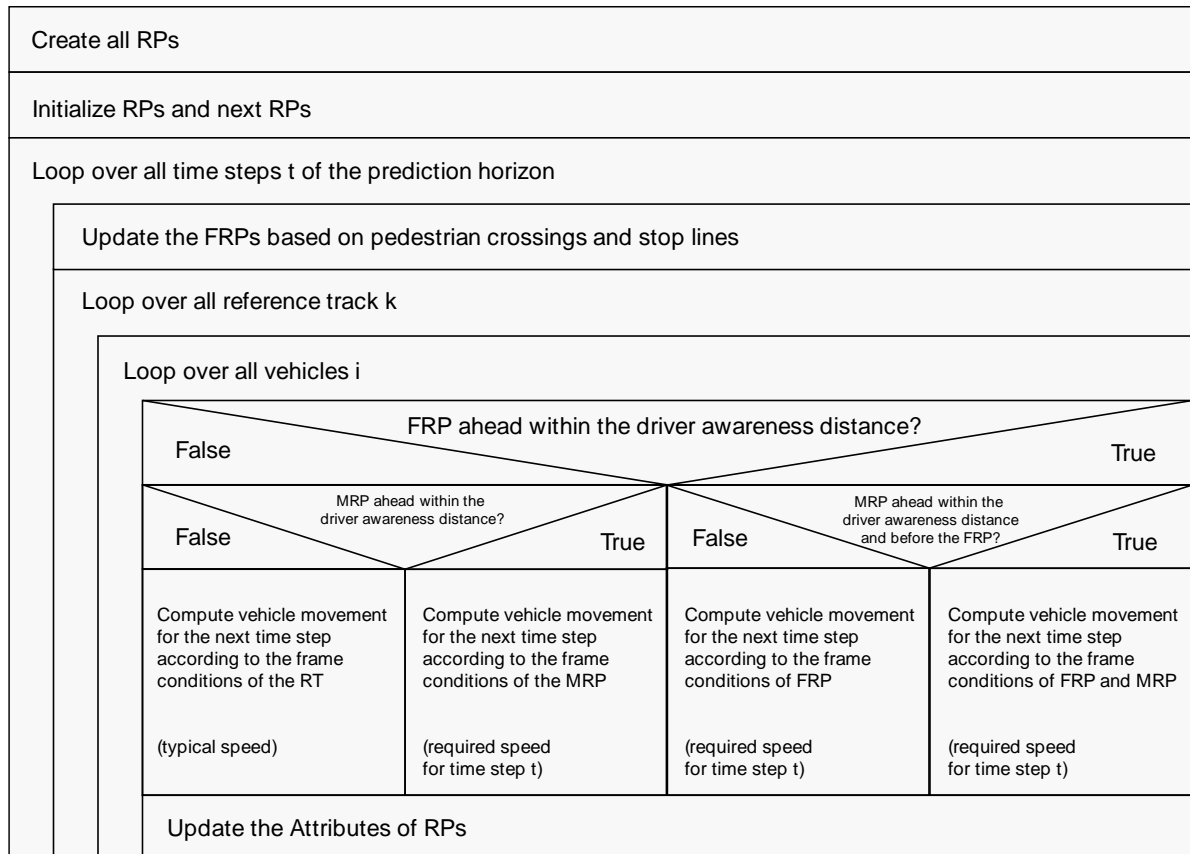 Create all RPs
Initialize RPs and next RPs
Loop over all time steps t of the prediction horizon
Update the FRPs based on pedestrian crossings and stop lines
Loop over all reference track k
Loop over all vehicles i
FRP ahead within the driver awareness distance?
False
True
MRP ahead within the
driver awareness distance?
False
True
MRP ahead within the
driver awareness distance
and before the FRP?
False
True
Compute vehicle movement
for the next time step
according to the frame
conditions of the RT
(typical speed)
Compute vehicle movement
for the next time step
according to the frame
conditions of the MRP
(required speed
for time step t)
Compute vehicle movement
for the next time step
according to the frame
conditions of FRP
(required speed
for time step t)
Compute vehicle movement
for the next time step
according to the frame
conditions of FRP and MRP
(required speed
for time step t)
Update the Attributes of RPs